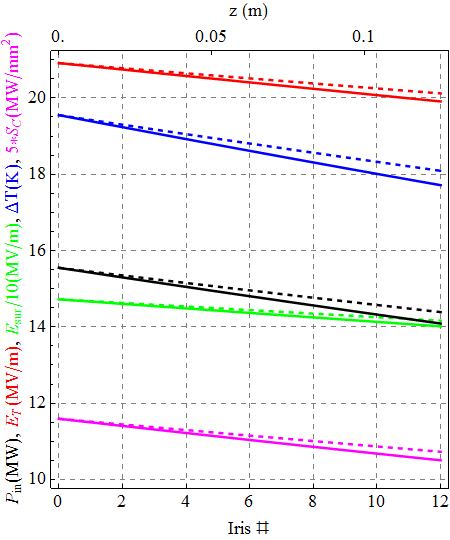 z (m)
0. 0.05 0.1
P_in(MW), E_T(MV/m), E_sur/10(MV/m), ΔT(K), 5*S_C(MW/mm²)
20
18
16
14
12
10
0 2 4 6 8 10 12
Iris #